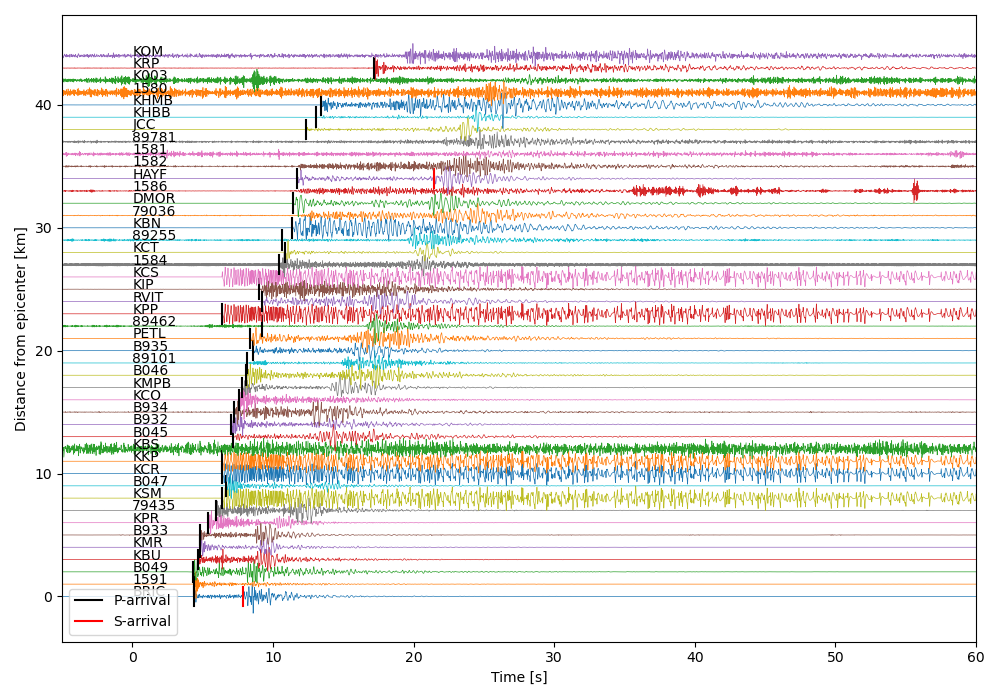 KOM
KRP
K003
1580
KHMB
KHBB
JCC
89781
1581
1582
HAYF
1586
DMOR
79036
KBN
89255
KCT
1584
KCS
KIP
RVIT
KPP
89462
PETL
B935
89101
B046
KMPB
KCO
B934
B932
B045
KBS
KKP
KCR
B047
KSM
79435
KPR
B933
KMR
KBU
B049
1591
P-arrival
S-arrival
Distance from epicenter [km]
40
30
20
10
0
0 10 20 30 40 50 60
Time [s]